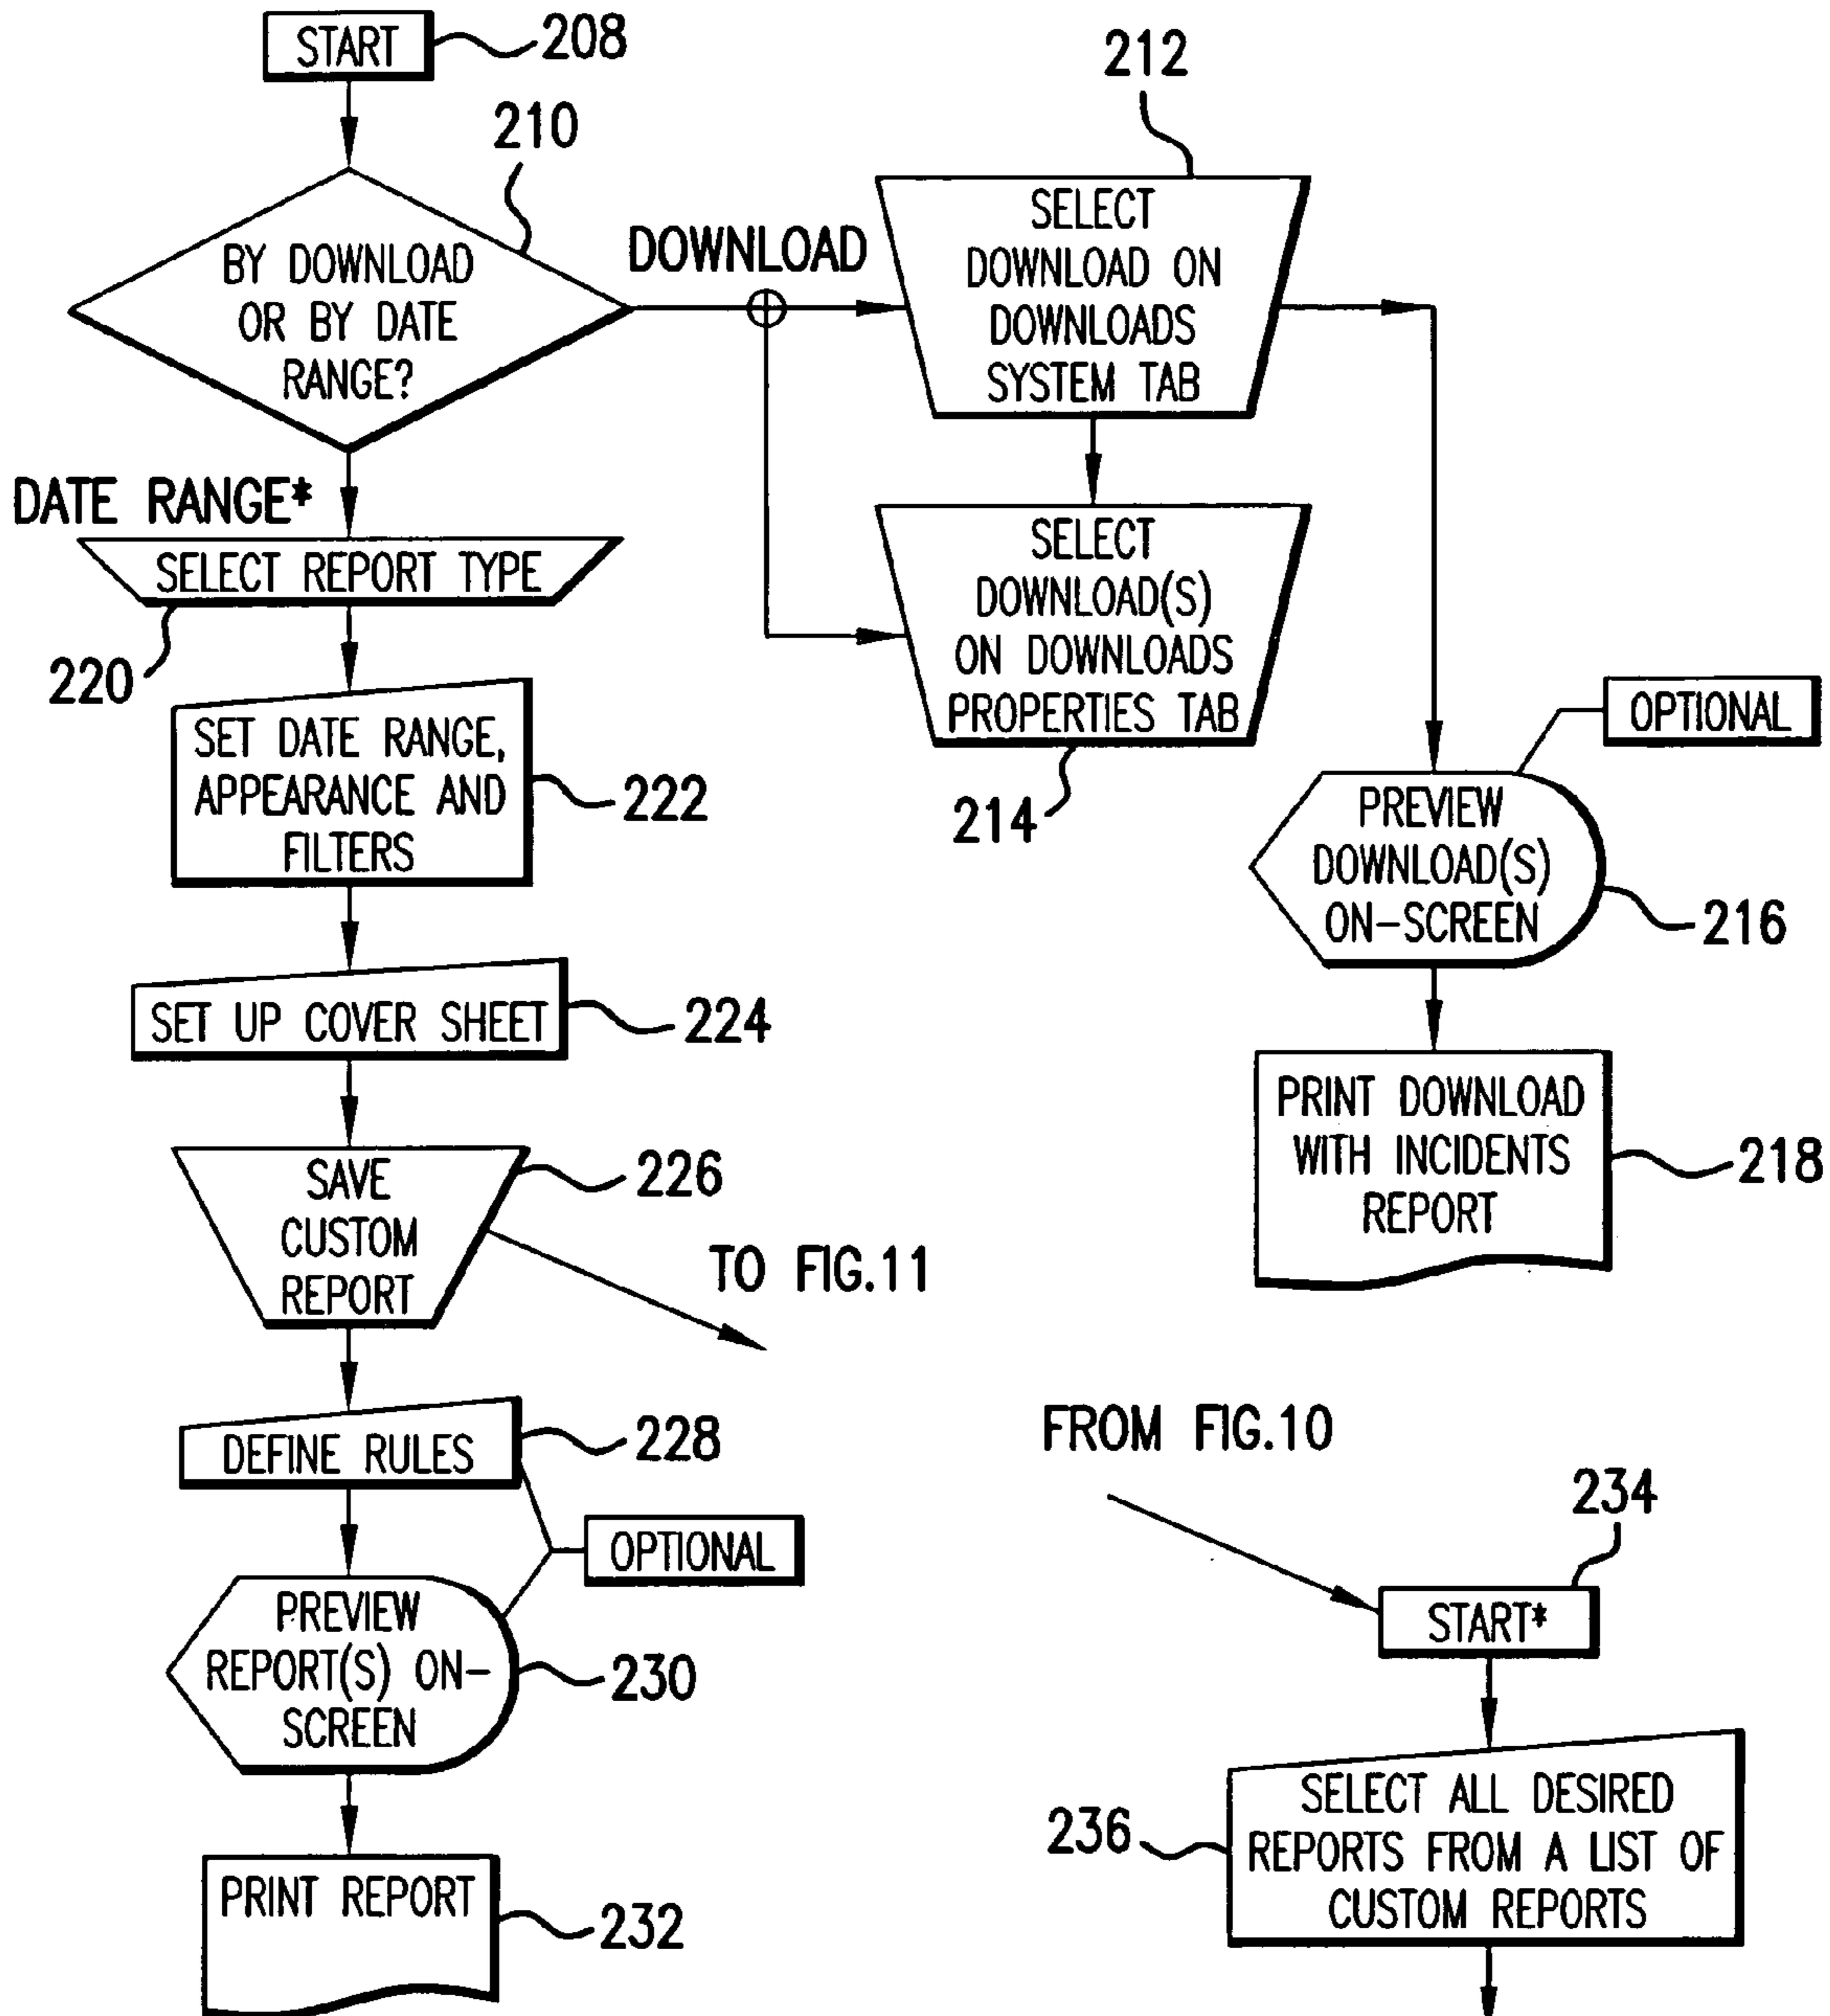 START
208
210
BY DOWNLOAD
OR BY DATE
RANGE?
DOWNLOAD
212
SELECT
DOWNLOAD ON
DOWNLOADS
SYSTEM TAB
DATE RANGE*
SELECT REPORT TYPE
220
SELECT
DOWNLOAD(S)
ON DOWNLOADS
PROPERTIES TAB
214
SET DATE RANGE,
APPEARANCE AND
FILTERS
222
OPTIONAL
PREVIEW
DOWNLOAD(S)
ON-SCREEN
216
SET UP COVER SHEET
224
PRINT DOWNLOAD
WITH INCIDENTS
REPORT
218
SAVE
CUSTOM
REPORT
226
TO FIG.11
DEFINE RULES
228
OPTIONAL
PREVIEW
REPORT(S) ON-
SCREEN
230
PRINT REPORT
232
FROM FIG.10
234
START*
236
SELECT ALL DESIRED
REPORTS FROM A LIST OF
CUSTOM REPORTS